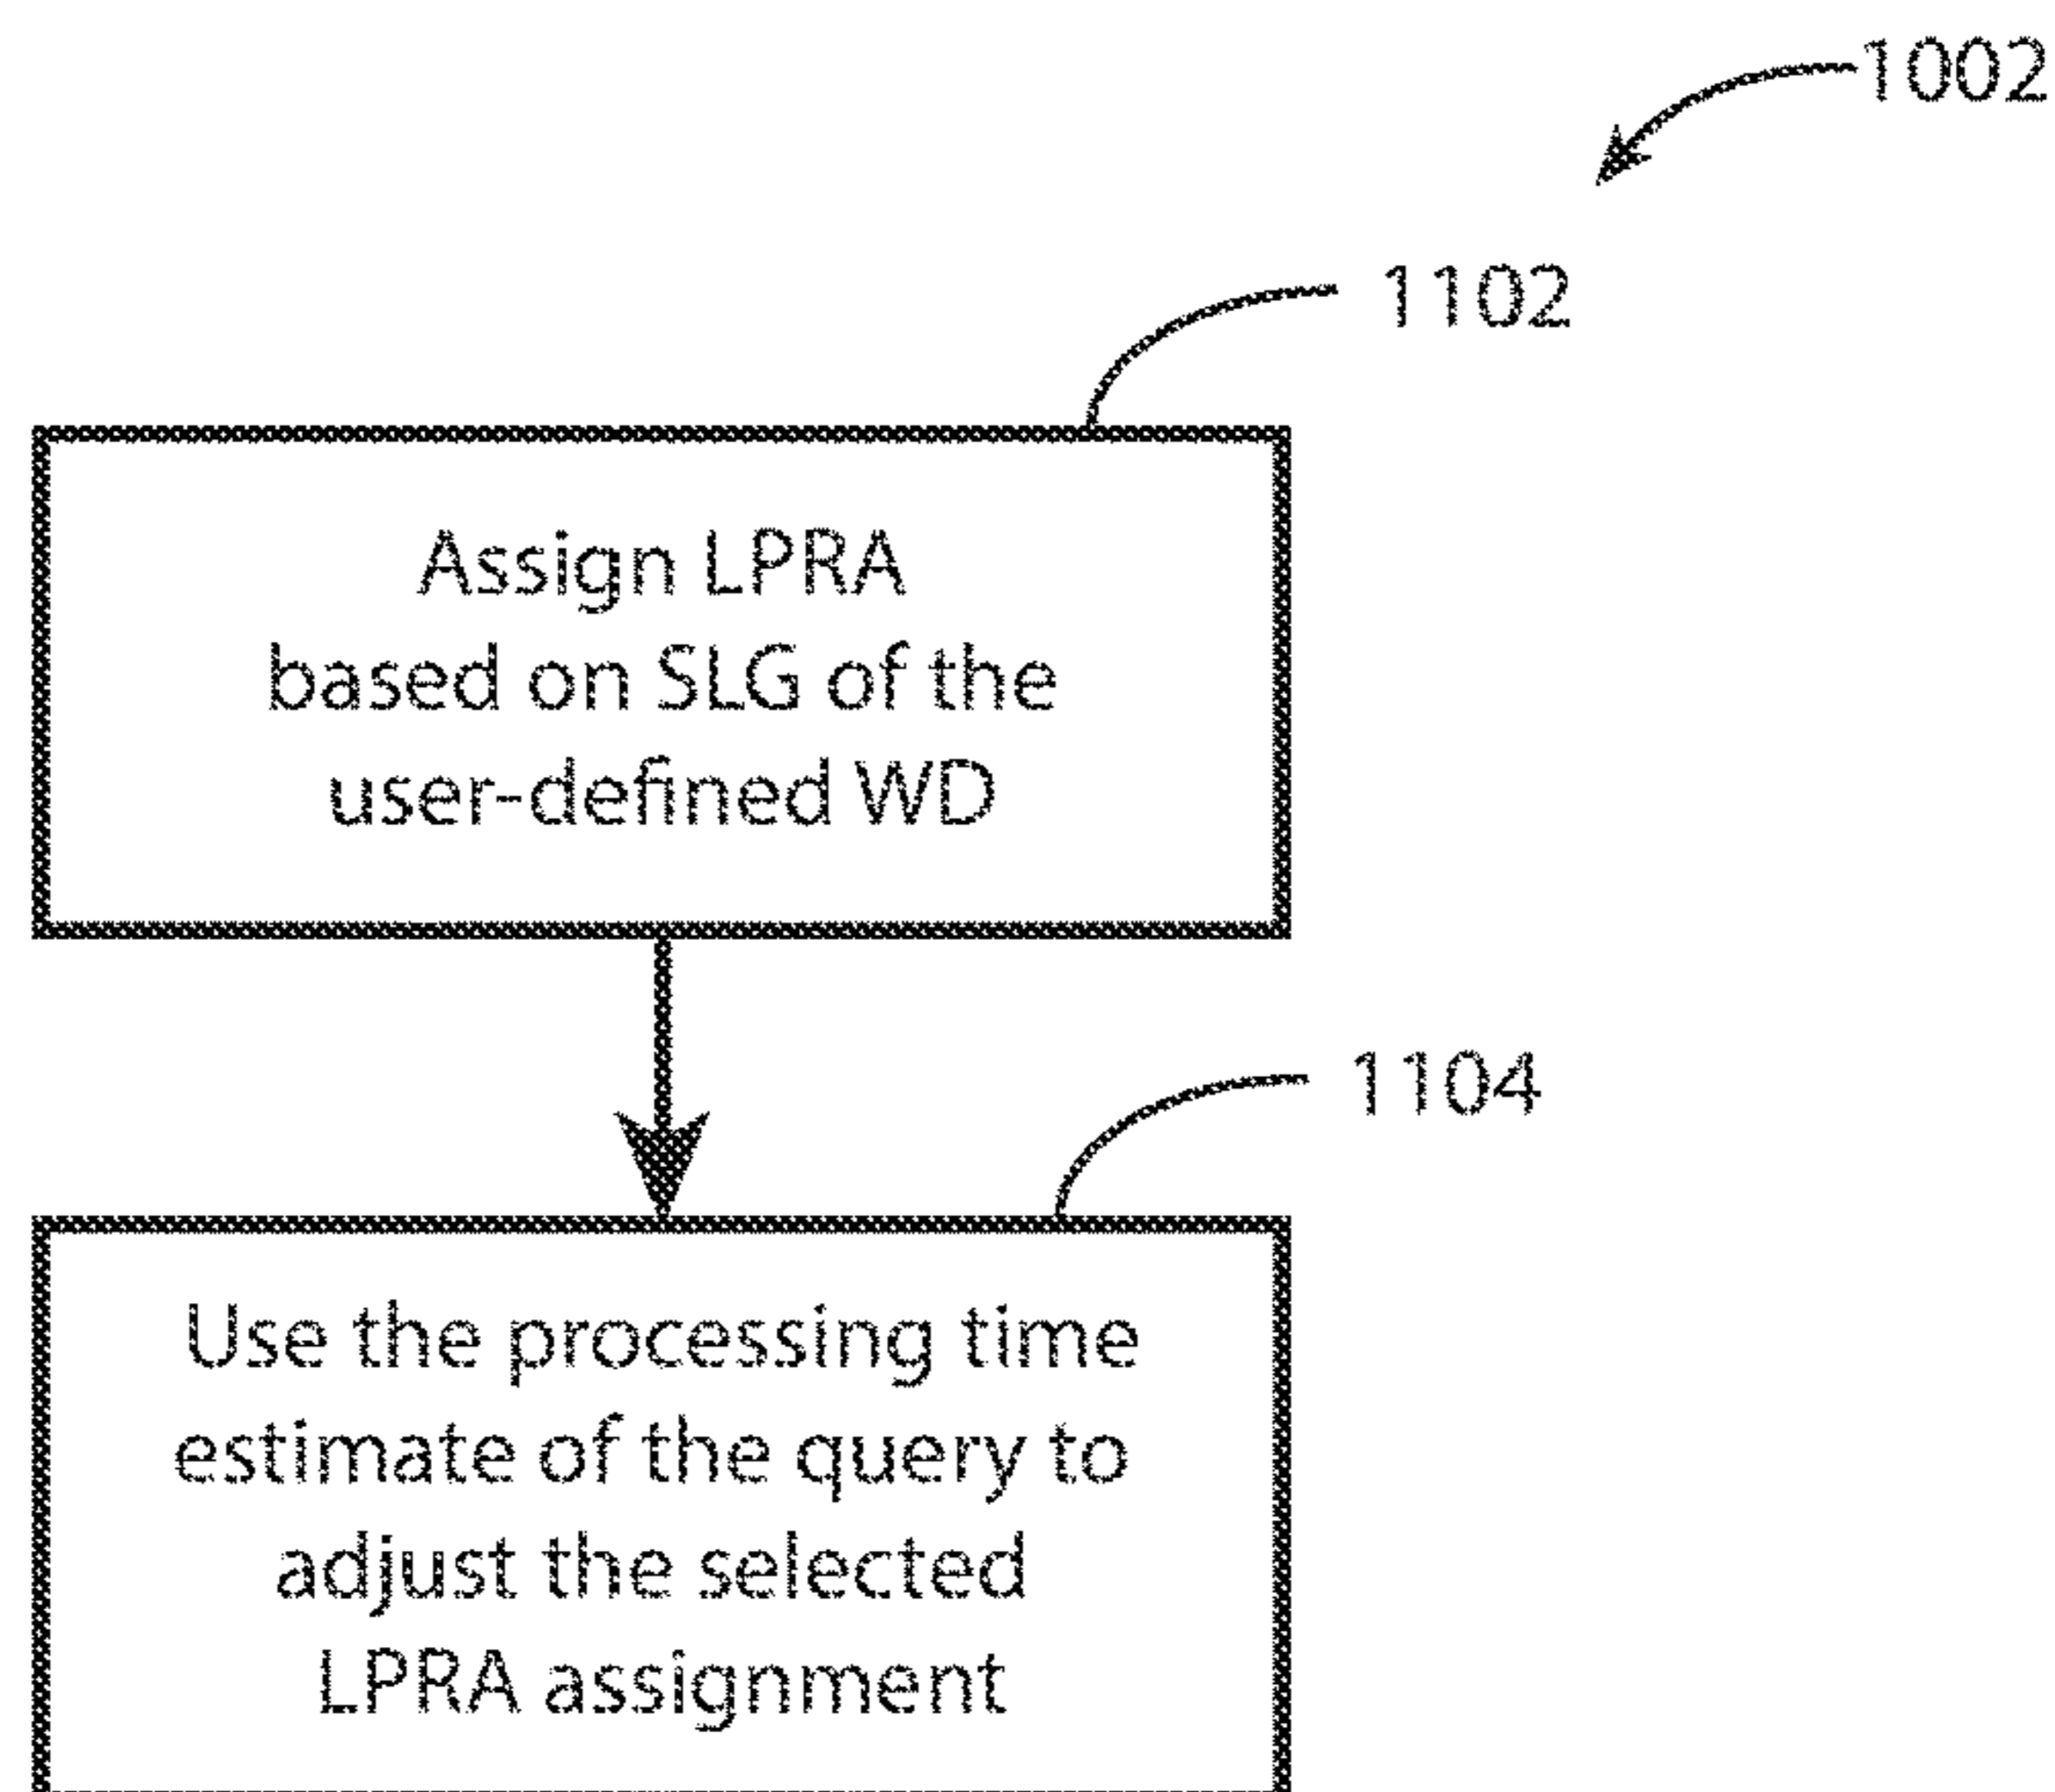 1002
1102
Assign LPRA
based on SLG of the
user-defined WD
1104
Use the processing time
estimate of the query to
adjust the selected
LPRA assignment